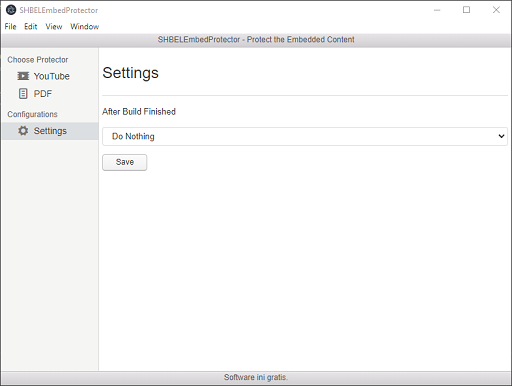 SHBELEmbedProtector
File Edit View Window
SHBELEmbedProtector - Protect the Embedded Content
Choose Protector
YouTube
PDF
Configurations
Settings
Settings
After Build Finished
Do Nothing
Save
Software ini gratis.